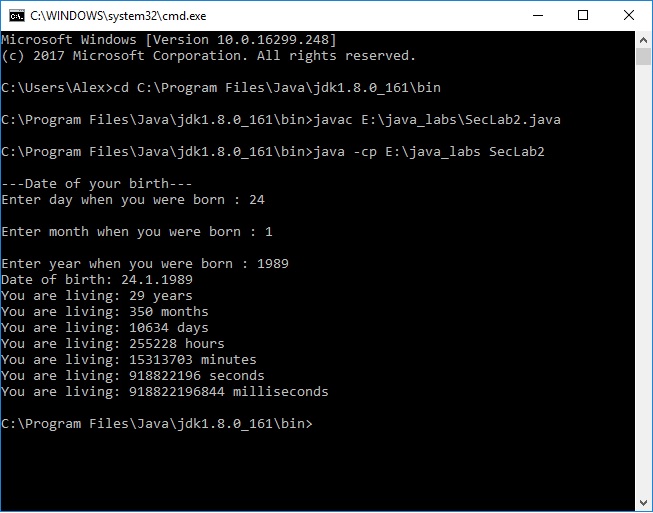 C:\WINDOWS\system32\cmd.exe
Microsoft Windows [Version 10.0.16299.248]
(c) 2017 Microsoft Corporation. All rights reserved.
C:\Users\Alex>cd C:\Program Files\Java\jdk1.8.0_161\bin
C:\Program Files\Java\jdk1.8.0_161\bin>javac E:\java_labs\SecLab2.java
C:\Program Files\Java\jdk1.8.0_161\bin>java -cp E:\java_labs SecLab2
---Date of your birth---
Enter day when you were born : 24
Enter month when you were born : 1
Enter year when you were born : 1989
Date of birth: 24.1.1989
You are living: 29 years
You are living: 350 months
You are living: 10634 days
You are living: 255228 hours
You are living: 15313703 minutes
You are living: 918822196 seconds
You are living: 918822196844 milliseconds
C:\Program Files\Java\jdk1.8.0_161\bin>